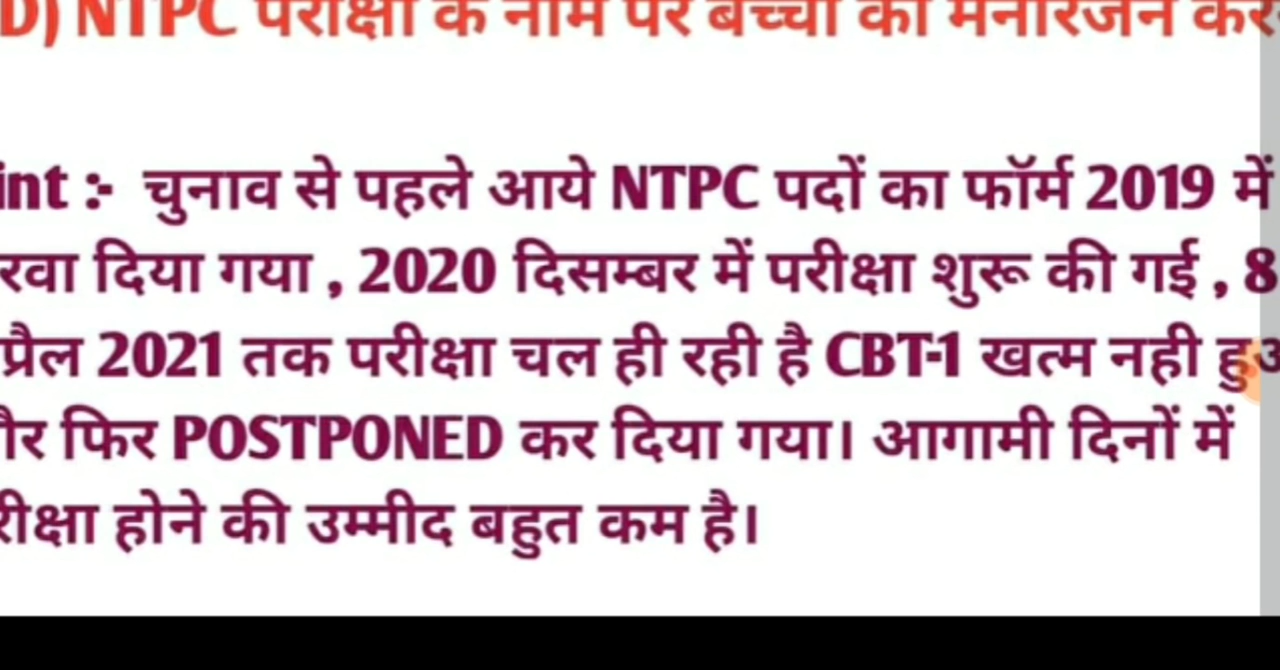 D) NTPC परीक्षा के नाम पर बच्चों का मनोरंजन कर
int :- चुनाव से पहले आये NTPC पदों का फॉर्म 2019 में
रवा दिया गया , 2020 दिसम्बर में परीक्षा शुरू की गई , 8
प्रैल 2021 तक परीक्षा चल ही रही है CBT-1 खत्म नही हुआ
ौर फिर POSTPONED कर दिया गया। आगामी दिनों में
रीक्षा होने की उम्मीद बहुत कम है।